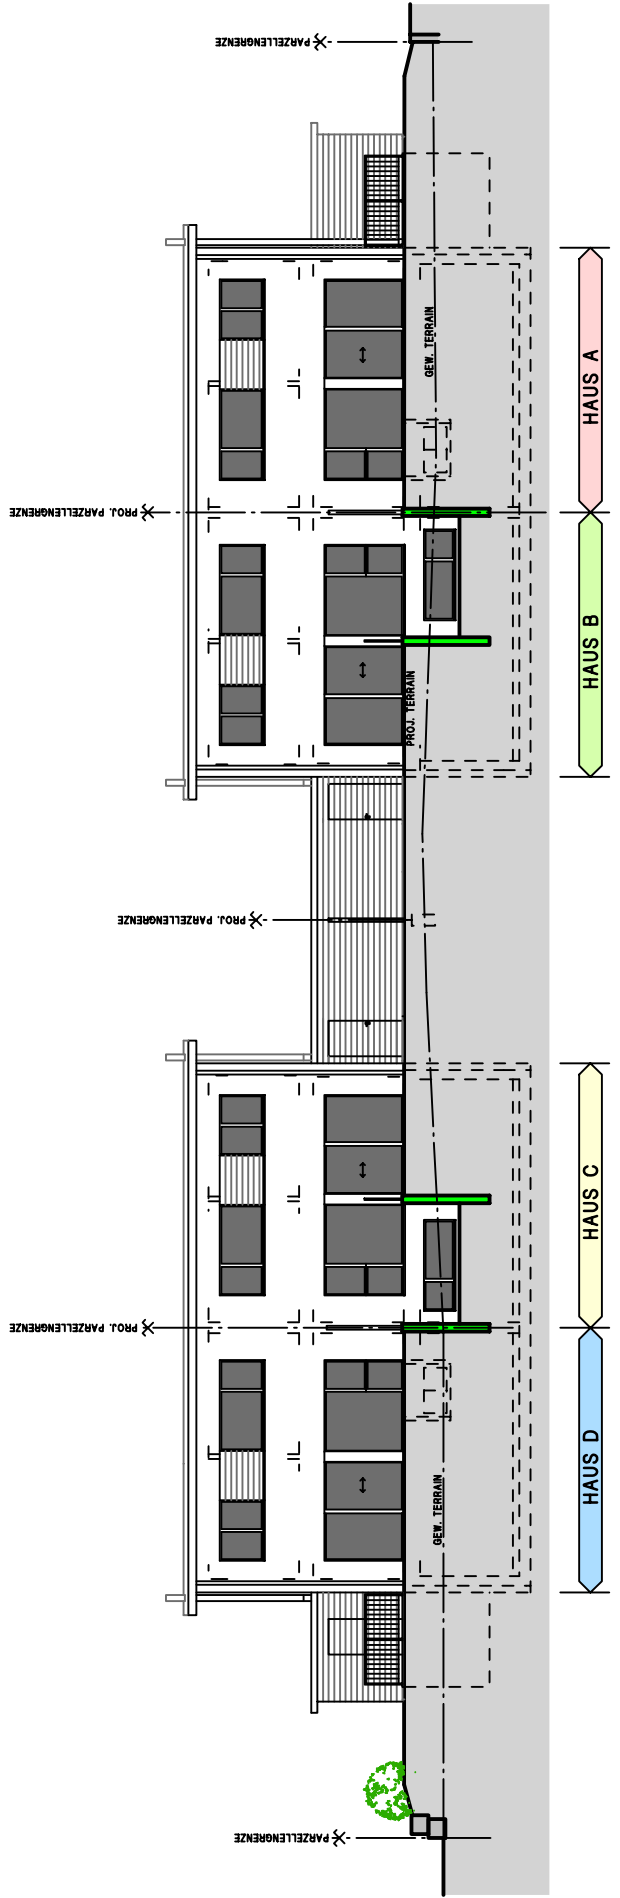 PARZELLENGRENZE
GEW. TERRAIN
HAUS A
PROJ. PARZELLENGRENZE
HAUS B
PROJ. TERRAIN
PROJ. PARZELLENGRENZE
HAUS C
PROJ. PARZELLENGRENZE
HAUS D
GEW. TERRAIN
PARZELLENGRENZE